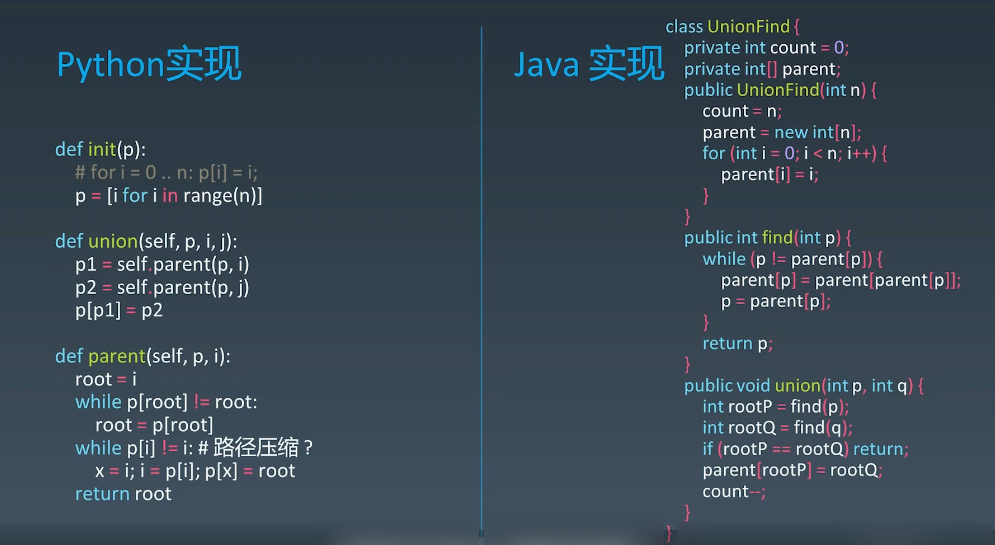 Python实现
def init(p):
# for i = 0 .. n: p[i] = i;
p = [i for i in range(n)]
def union(self, p, i, j):
p1 = self.parent(p, i)
p2 = self.parent(p, j)
p[p1] = p2
def parent(self, p, i):
root = i
while p[root] != root:
root = p[root]
while p[i] != i: # 路径压缩 ?
x = i; i = p[i]; p[x] = root
return root
Java 实现
class UnionFind {
private int count = 0;
private int[] parent;
public UnionFind(int n) {
count = n;
parent = new int[n];
for (int i = 0; i < n; i++) {
parent[i] = i;
}
}
public int find(int p) {
while (p != parent[p]) {
parent[p] = parent[parent[p]];
p = parent[p];
}
return p;
}
public void union(int p, int q) {
int rootP = find(p);
int rootQ = find(q);
if (rootP == rootQ) return;
parent[rootP] = rootQ;
count--;
}
}